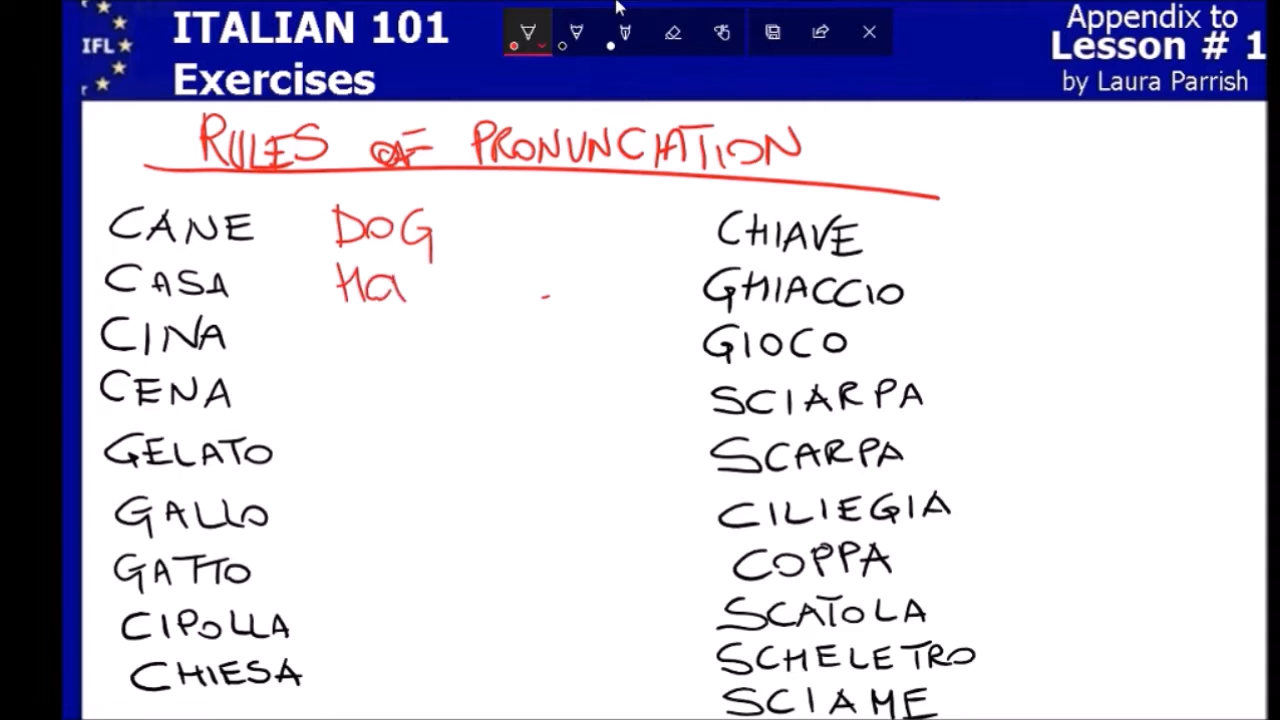 IFL
ITALIAN 101
Exercises
Appendix to
Lesson # 1
by Laura Parrish
RULES OF PRONUNCIATION
CANE DOG
CASA Ho
CINA
CENA
GELATO
GALLO
GATTO
CIPOLLA
CHIESA
CHIAVE
GHIACCIO
GIOCO
SCIARPA
SCARPA
CILIEGIA
COPPA
SCATOLA
SCHELETRO
SCIAME